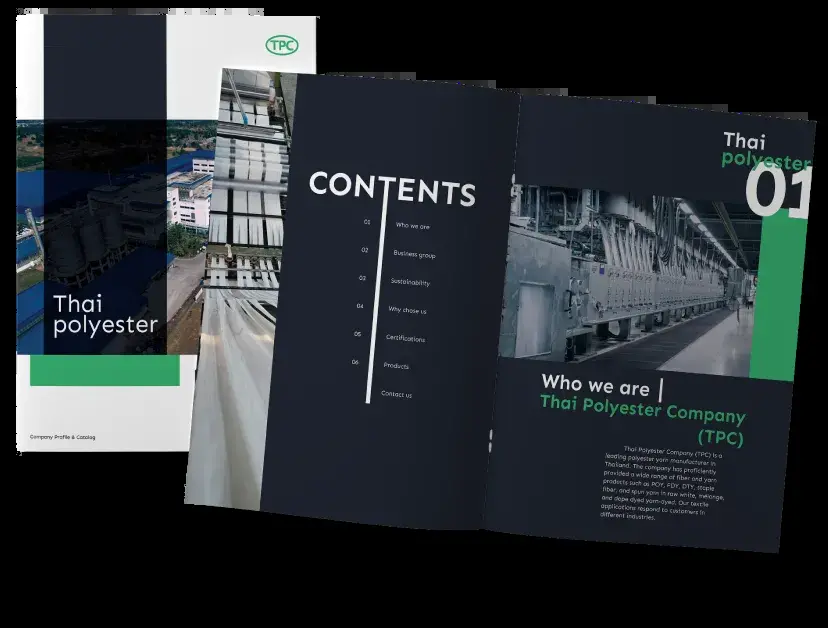 TPC
Thai
polyester
Company Profile & Catalog
CONTENTS
01 Who we are
02 Business group
03 Sustainability
04 Why chose us
05 Certifications
06 Products
Contact us
Thai
polyester
01
Who we are |
Thai Polyester Company
(TPC)
Thai Polyester Company (TPC) is a
leading polyester yarn manufacturer in
Thailand. The company has proficiently
provided a wide range of fiber and yarn
products such as POY, FDY, DTY, staple
fiber, and spun yarn in raw white, melange,
and dope dyed yarn-dyed. Our textile
applications respond to customers in
different industries.